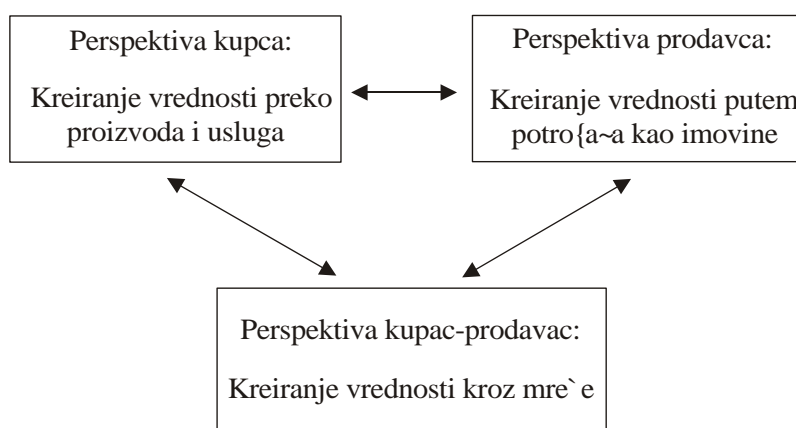 Perspektiva kupca:
Kreiranje vrednosti preko
proizvoda i usluga
Perspektiva prodavca:
Kreiranje vrednosti putem
potro{a~a kao imovine
Perspektiva kupac-prodavac:
Kreiranje vrednosti kroz mre`e